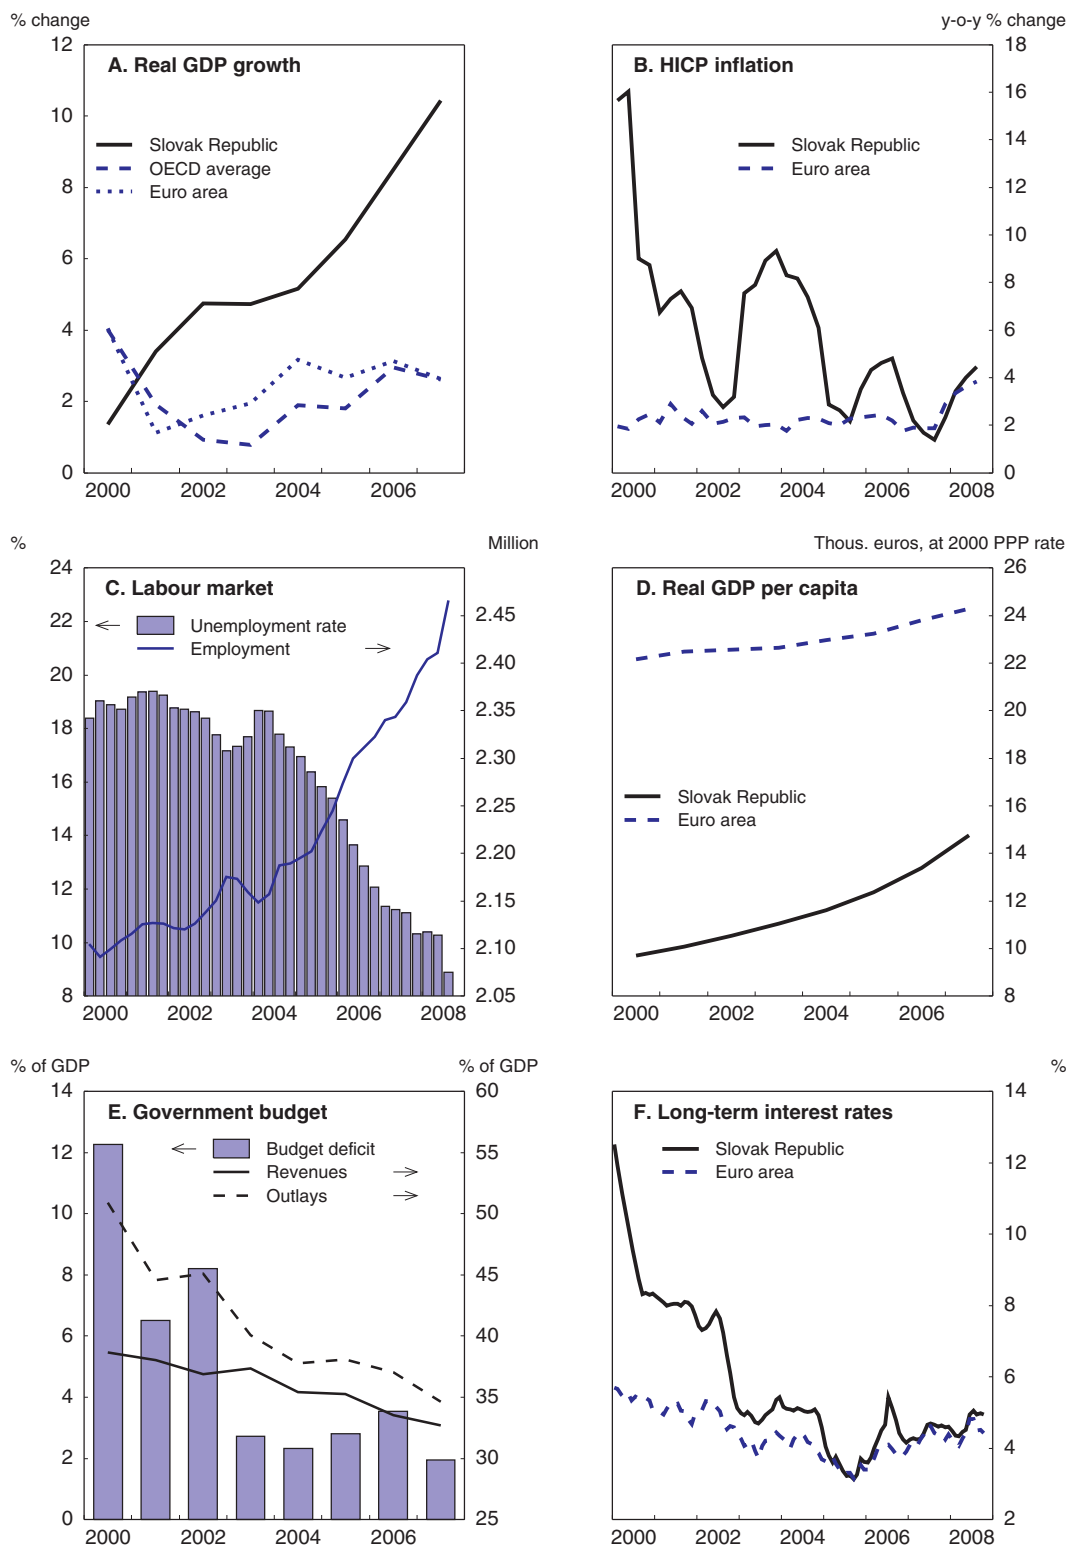 % change
A. Real GDP growth
12
10
8
6
4
2
0
Slovak Republic
OECD average
Euro area
2000 2002 2004 2006
y-o-y % change
B. HICP inflation
18
16
14
12
10
8
6
4
2
0
Slovak Republic
Euro area
2000 2002 2004 2006 2008
% Million
C. Labour market
24
22
20
18
16
14
12
10
8
Unemployment rate
Employment
2.45
2.40
2.35
2.30
2.25
2.20
2.15
2.10
2.05
2000 2002 2004 2006 2008
Thous. euros, at 2000 PPP rate
D. Real GDP per capita
26
24
22
20
18
16
14
12
10
8
Slovak Republic
Euro area
2000 2002 2004 2006
% of GDP % of GDP
E. Government budget
14
12
10
8
6
4
2
0
Budget deficit
Revenues
Outlays
60
55
50
45
40
35
30
25
2000 2002 2004 2006
%
F. Long-term interest rates
14
12
10
8
6
4
2
Slovak Republic
Euro area
2000 2002 2004 2006 2008